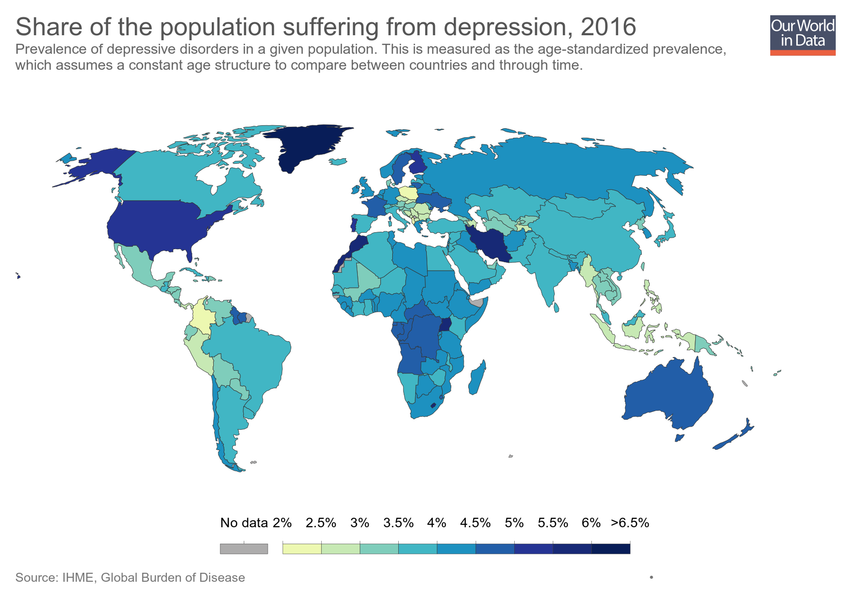 Share of the population suffering from depression, 2016
Our World
in Data
Prevalence of depressive disorders in a given population. This is measured as the age-standardized prevalence,
which assumes a constant age structure to compare between countries and through time.
No data 2% 2.5% 3% 3.5% 4% 4.5% 5% 5.5% 6% >6.5%
Source: IHME, Global Burden of Disease